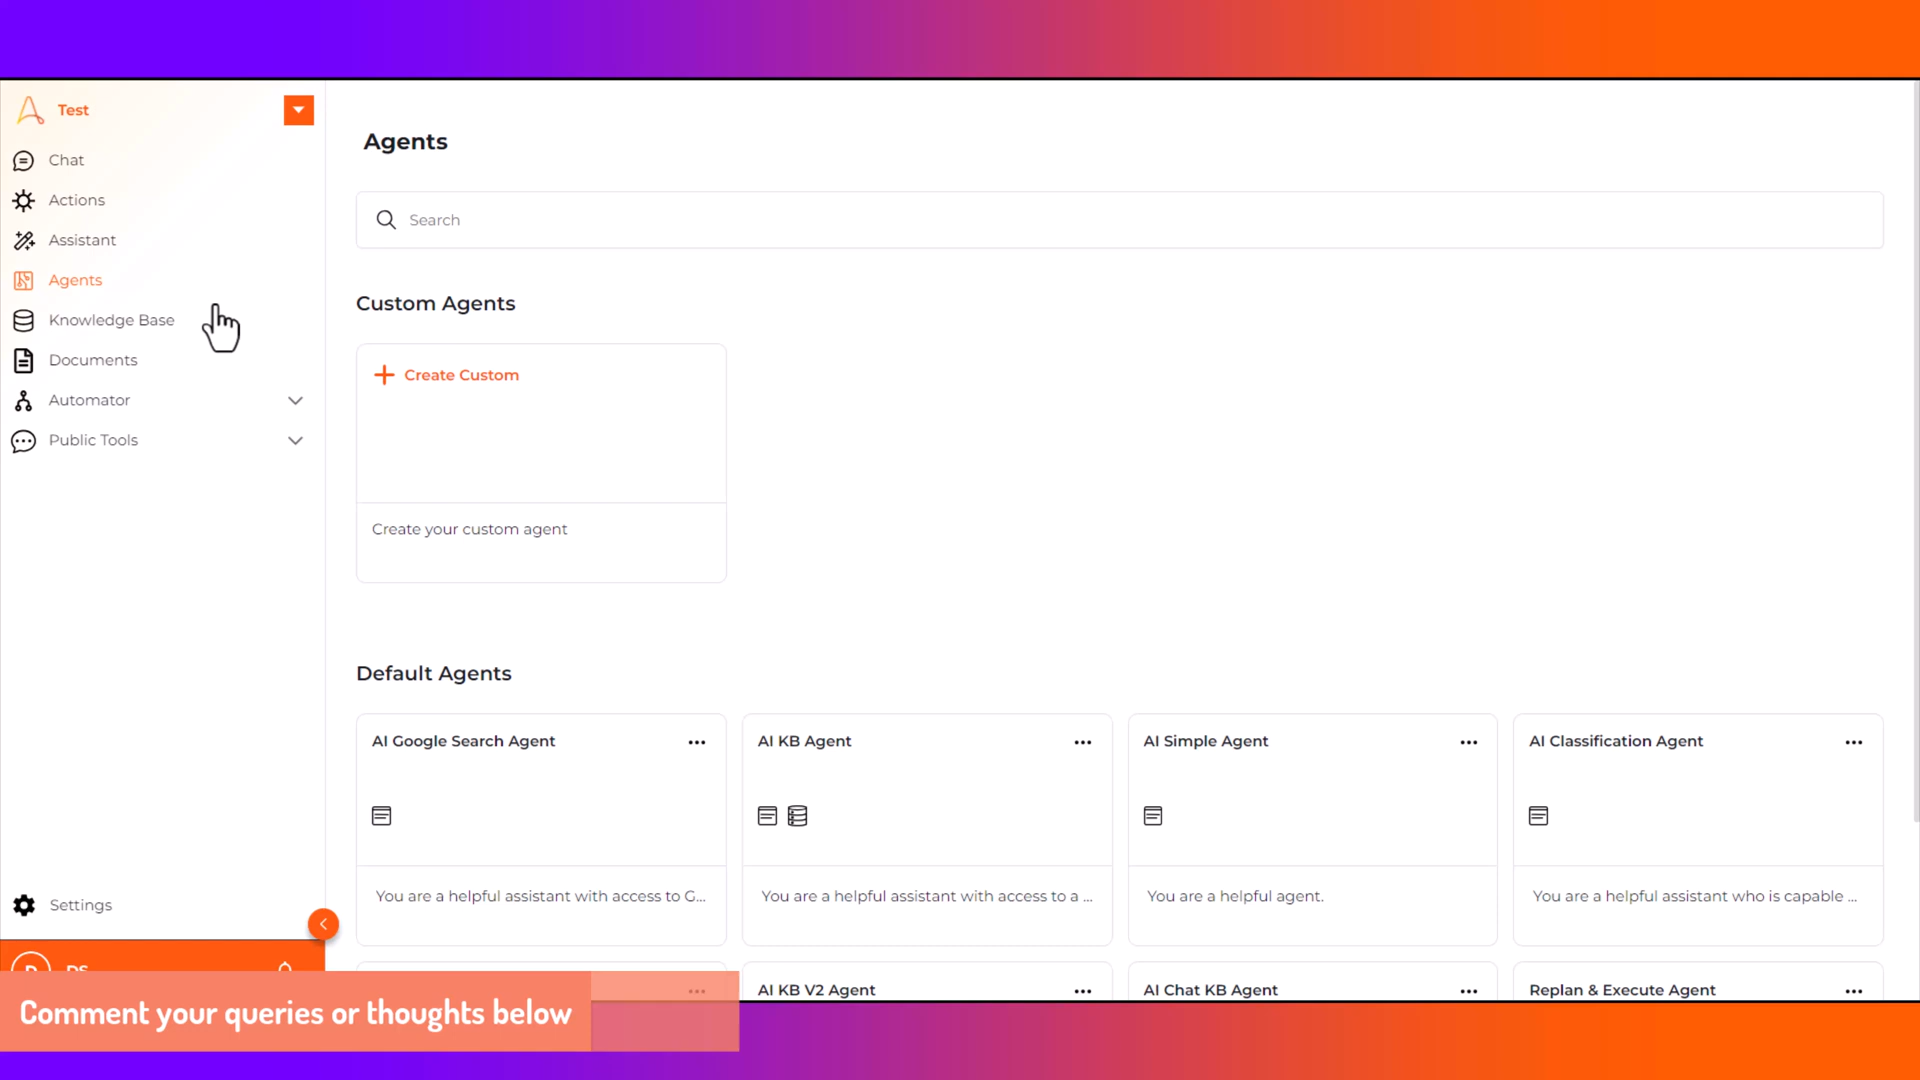 Test
Chat
Actions
Assistant
Agents
Knowledge Base
Documents
Automator
Public Tools
Settings
Agents
Search
Custom Agents
Create Custom
Create your custom agent
Default Agents
AI Google Search Agent
You are a helpful assistant with access to G...
AI KB Agent
You are a helpful assistant with access to a ...
AI Simple Agent
You are a helpful agent.
AI Classification Agent
You are a helpful assistant who is capable ...
AI KB V2 Agent
AI Chat KB Agent
Replan & Execute Agent
Comment your queries or thoughts below